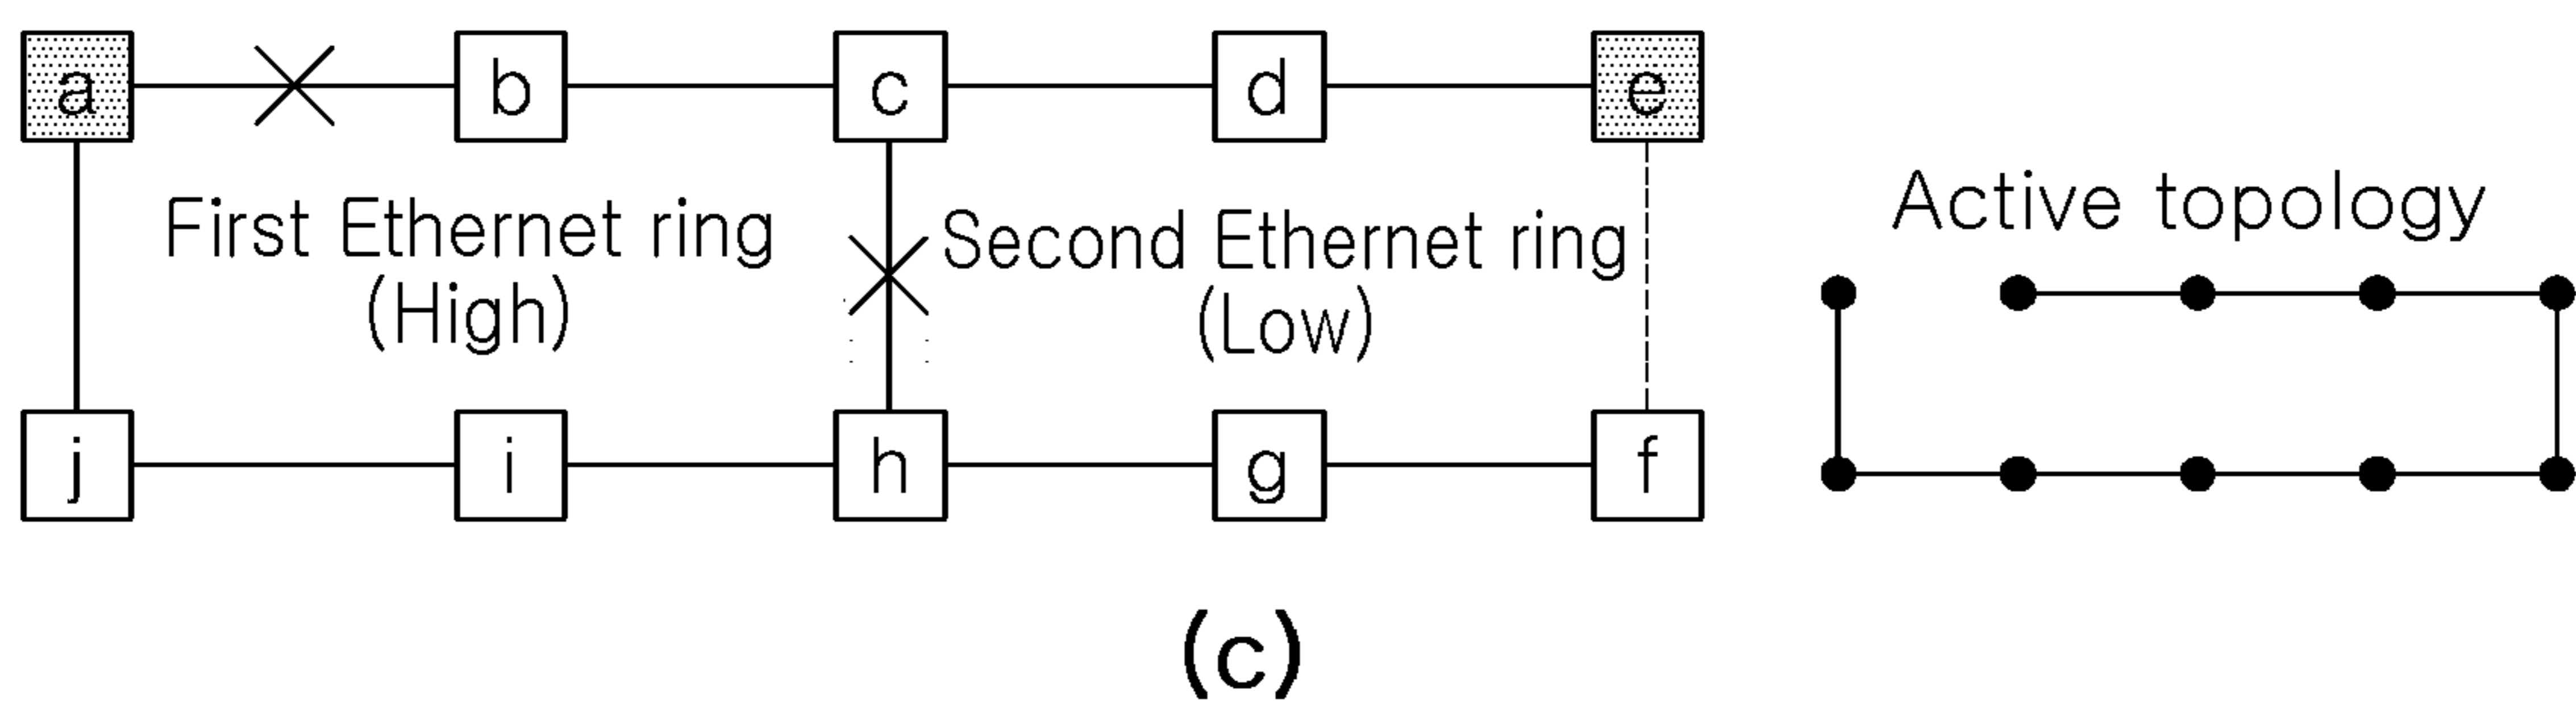 a b c d e
First Ethernet ring
(High)
Second Ethernet ring
(Low)
Active topology
j i h g f
(c)